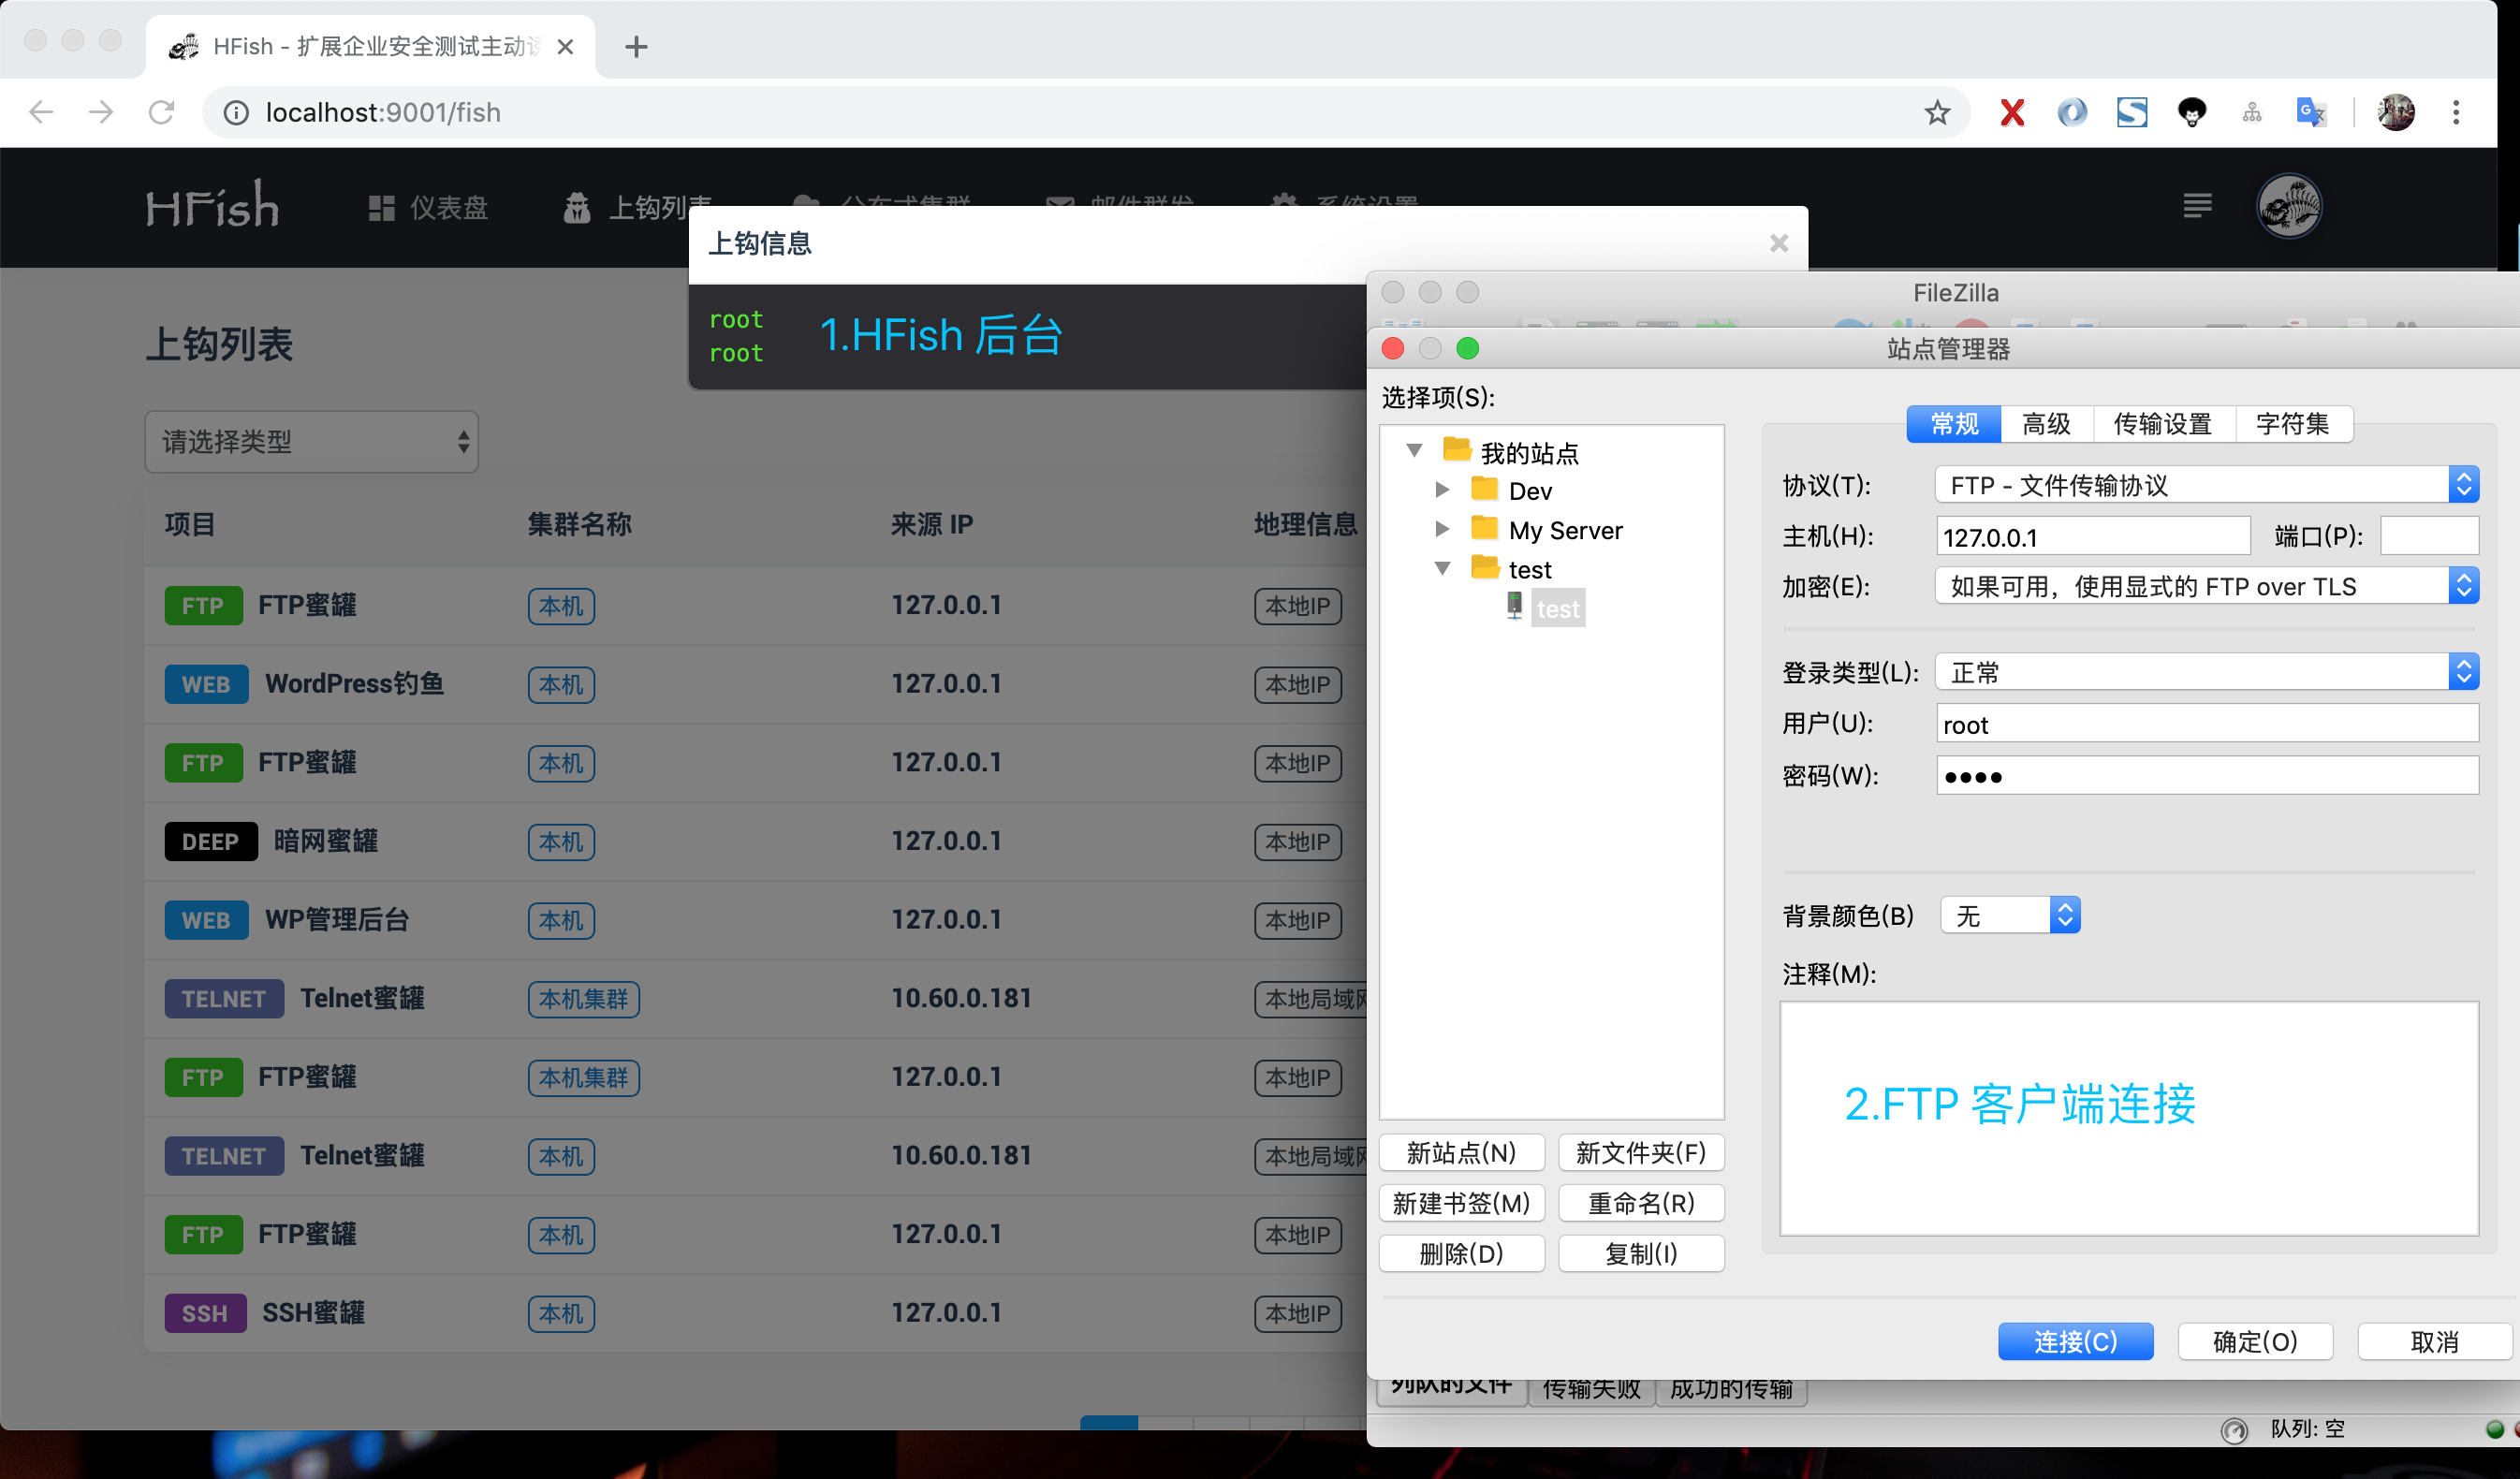 HFish - 扩展企业安全测试主动
localhost:9001/fish
HFish
仪表盘
上钩列表
分布式集群
邮件群发
系统设置
上钩信息
root
root
1.HFish 后台
上钩列表
请选择类型
项目 集群名称 来源 IP 地理信息
FTP FTP蜜罐 本机 127.0.0.1 本地IP
WEB WordPress钓鱼 本机 127.0.0.1 本地IP
FTP FTP蜜罐 本机 127.0.0.1 本地IP
DEEP 暗网蜜罐 本机 127.0.0.1 本地IP
WEB WP管理后台 本机 127.0.0.1 本地IP
TELNET Telnet蜜罐 本机集群 10.60.0.181 本地局域网
FTP FTP蜜罐 本机集群 127.0.0.1 本地IP
TELNET Telnet蜜罐 本机 10.60.0.181 本地局域网
FTP FTP蜜罐 本机 127.0.0.1 本地IP
SSH SSH蜜罐 本机 127.0.0.1 本地IP
FileZilla
站点管理器
选择项(S):
我的站点
Dev
My Server
test
test
新站点(N) 新文件夹(F)
新建书签(M) 重命名(R)
删除(D) 复制(I)
常规 高级 传输设置 字符集
协议(T): FTP - 文件传输协议
主机(H): 127.0.0.1 端口(P):
加密(E): 如果可用，使用显式的 FTP over TLS
登录类型(L): 正常
用户(U): root
密码(W): ●●●●
背景颜色(B) 无
注释(M):
2.FTP 客户端连接
连接(C) 确定(O) 取消
列队的文件 传输失败 成功的传输
队列: 空